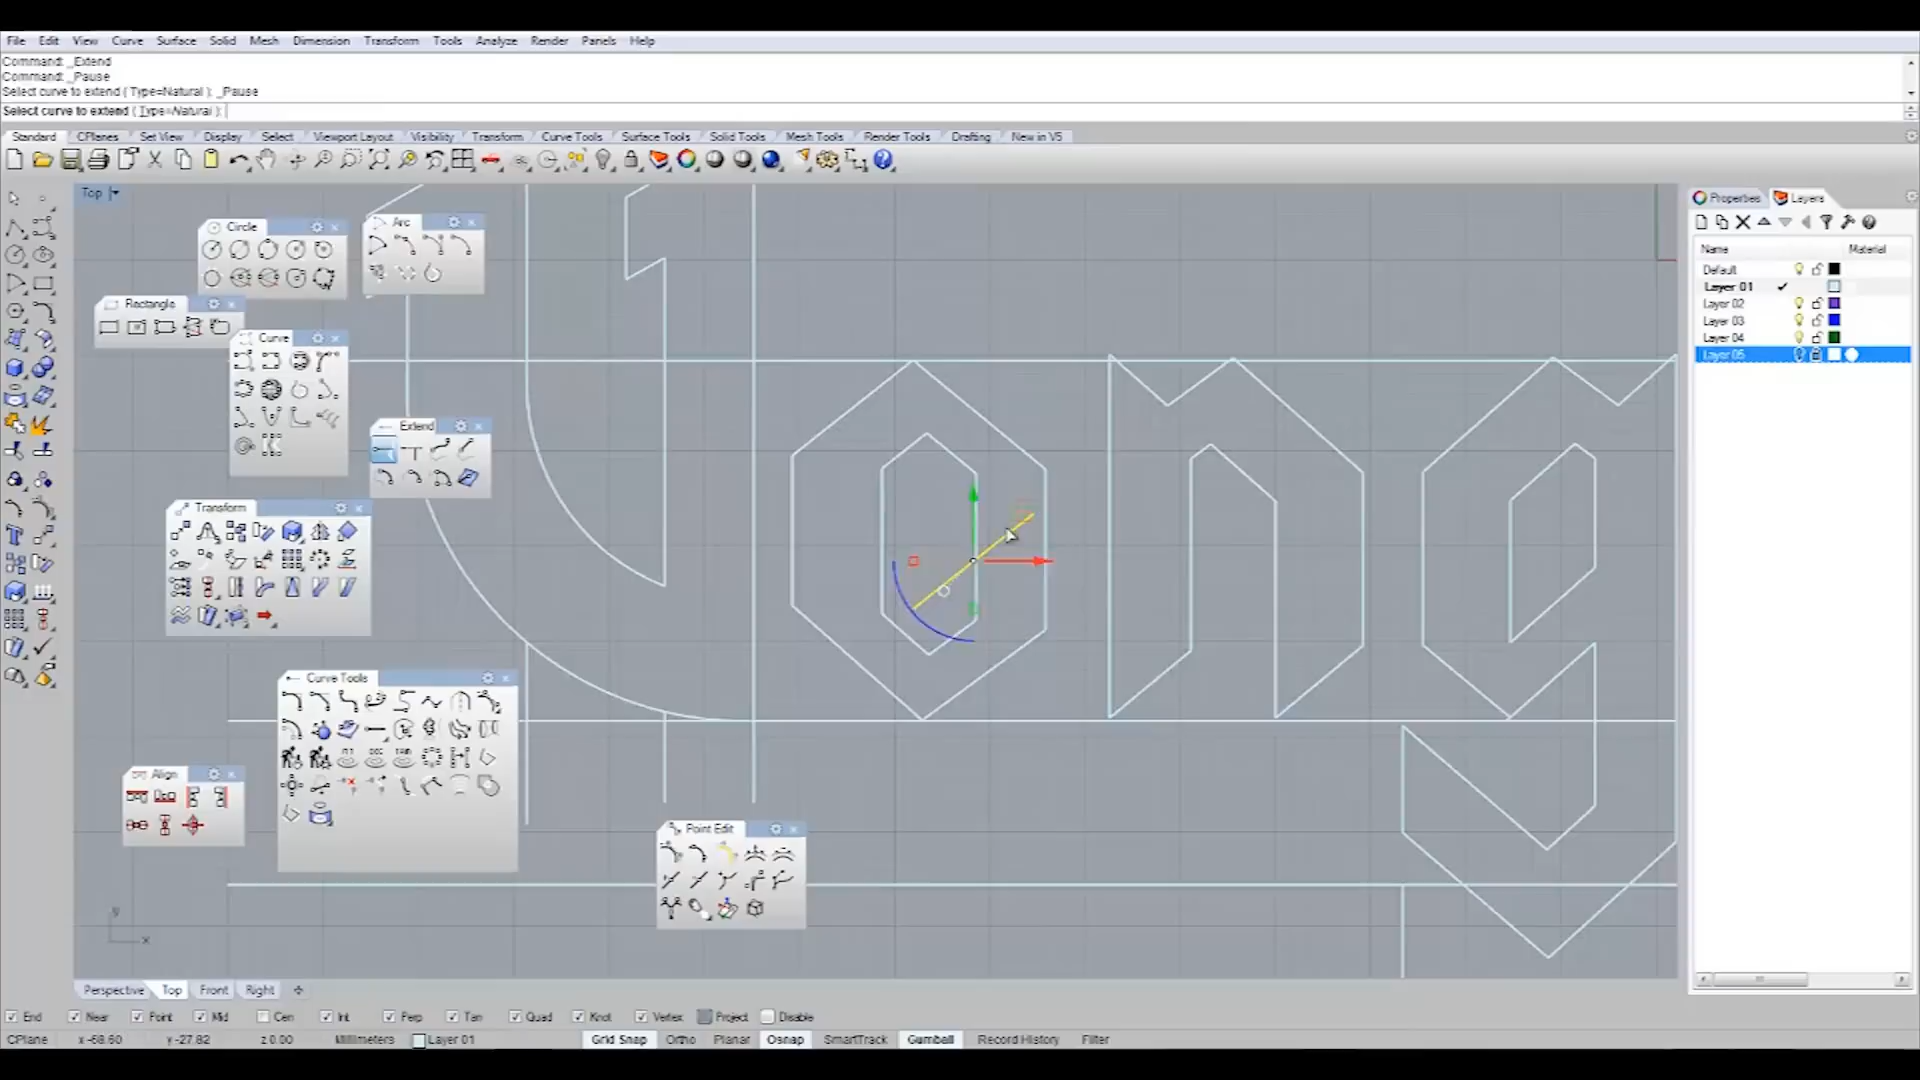 File Edit View Curve Surface Solid Mesh Dimension Transform Tools Analyze Render Panels Help
Command: _Extend
Command: _Pause
Select curve to extend ( Type=Natural ): _Pause
Select curve to extend ( Type=Natural ):
Standard CPlanes Set View Display Select Viewport Layout Visibility Transform Curve Tools Surface Tools Solid Tools Mesh Tools Render Tools Drafting New in V5
Top
Properties Layers
Circle
Arc
Name Material
Default
Layer 01
Layer 02
Layer 03
Layer 04
Layer 05
Rectangle
Curve
Extend
Transform
Curve Tools
Align
Point Edit
y
x
Perspective Top Front Right
End Near Point Mid Cen Int Perp Tan Quad Knot Vertex Project Disable
CPlane x -68.60 y -27.82 z 0.00 Millimeters Layer 01 Grid Snap Ortho Planar Osnap SmartTrack Gumball Record History Filter